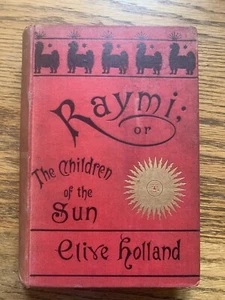 Raymi;
or
The Children
of the
Sun
Clive Holland